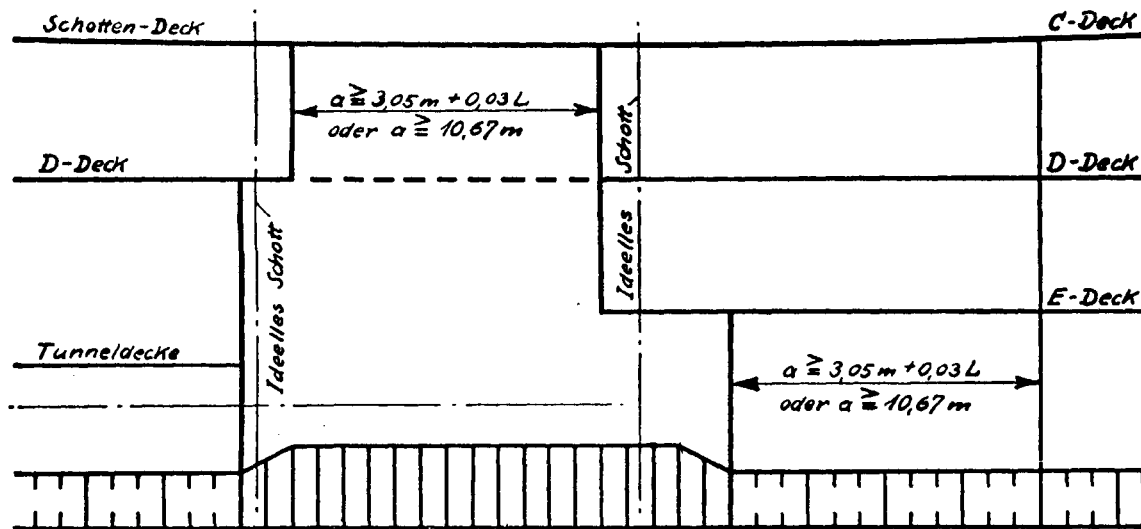 Schotten-Deck
C-Deck
a ≧ 3,05 m + 0,03 L
oder a ≧ 10,67 m
Schott
D-Deck
D-Deck
Ideelles Schott
Ideelles
E-Deck
Tunneldecke
a ≧ 3,05 m + 0,03 L
oder a ≧ 10,67 m